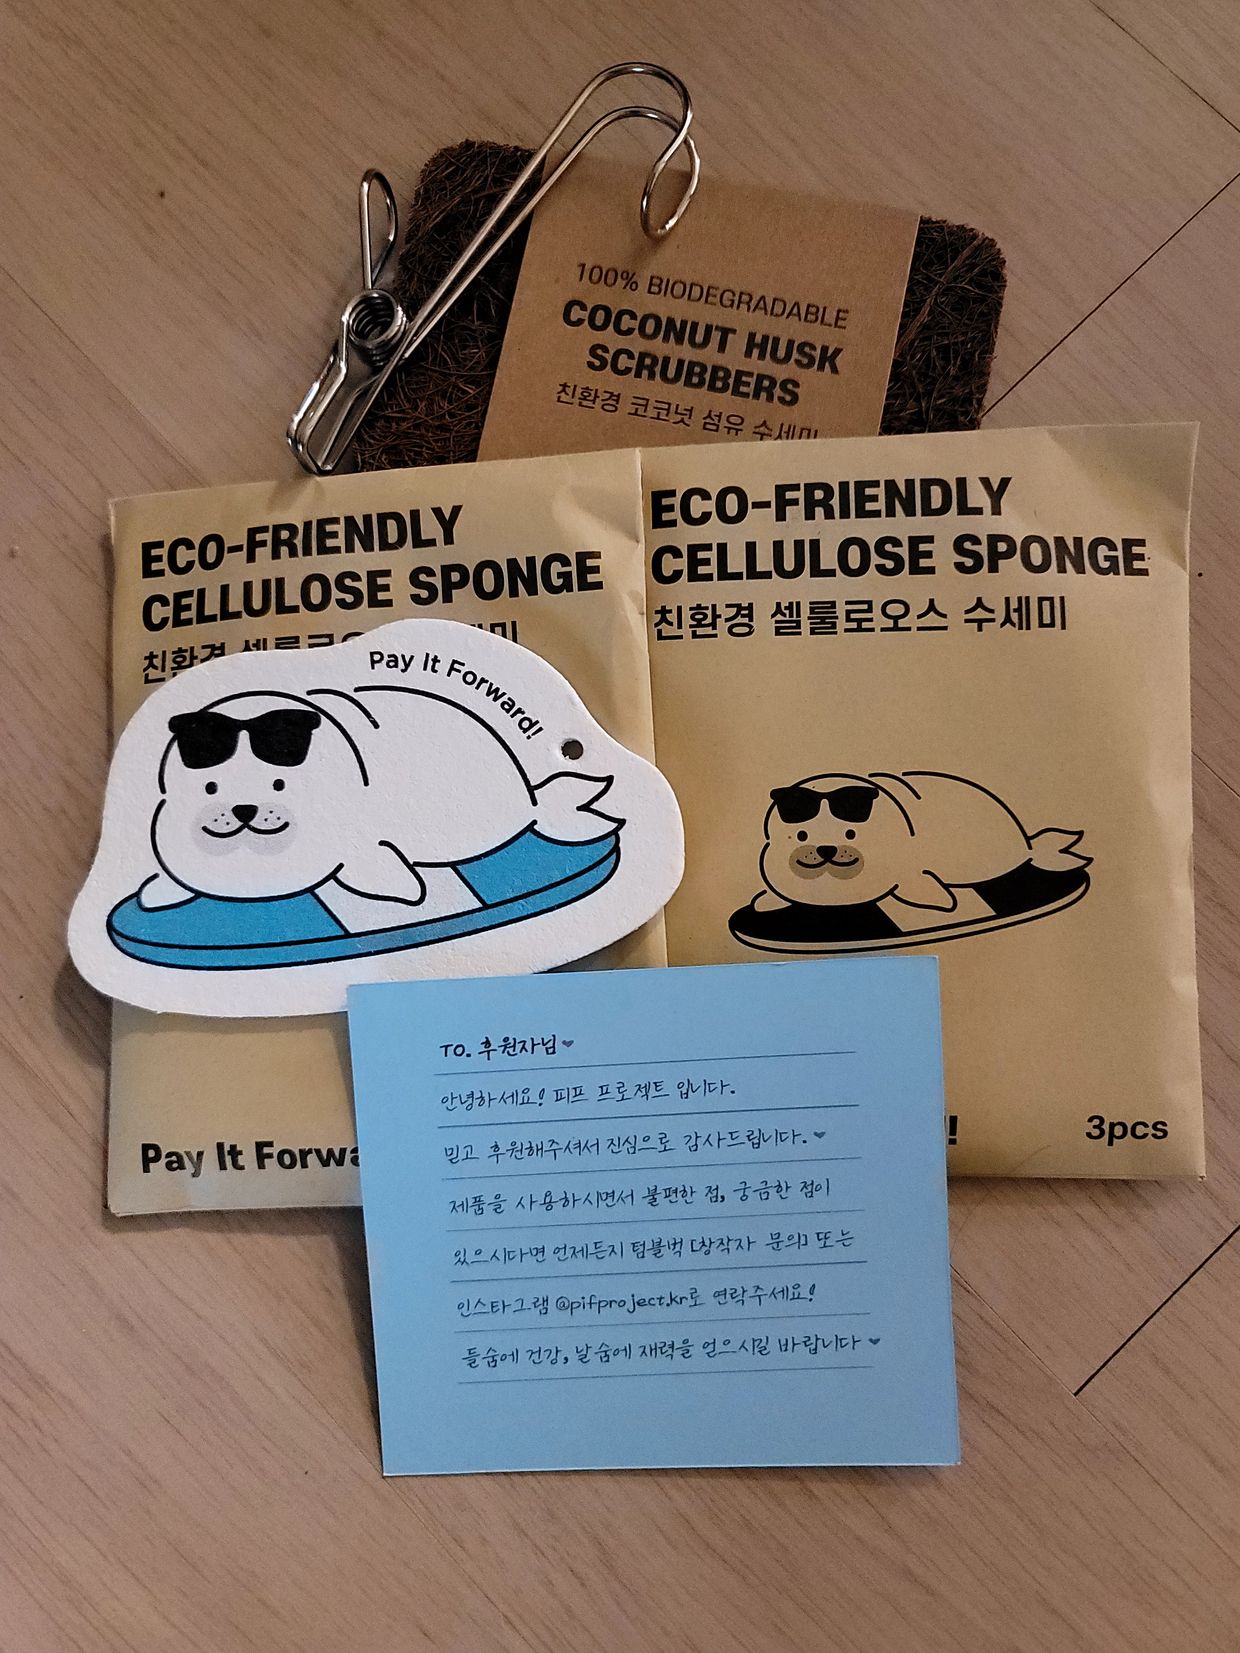 100% BIODEGRADABLE
COCONUT HUSK
SCRUBBERS
친환경 코코넛 섬유 수세미
ECO-FRIENDLY
CELLULOSE SPONGE
친환경
ECO-FRIENDLY
CELLULOSE SPONGE
친환경 셀룰로오스 수세미
Pay It Forward!
Pay It
3pcs
TO. 후원자님♥
안녕하세요! 피프 프로젝트 입니다.
믿고 후원해주셔서 진심으로 감사드립니다.♥
제품을 사용하시면서 불편한 점, 궁금한 점이
있으시다면 언제든지 텀블벅 [창작자 문의] 또는
인스타그램 @pifproject.kr로 연락주세요!
들숨에 건강, 날숨에 재력을 얻으시길 바랍니다♥